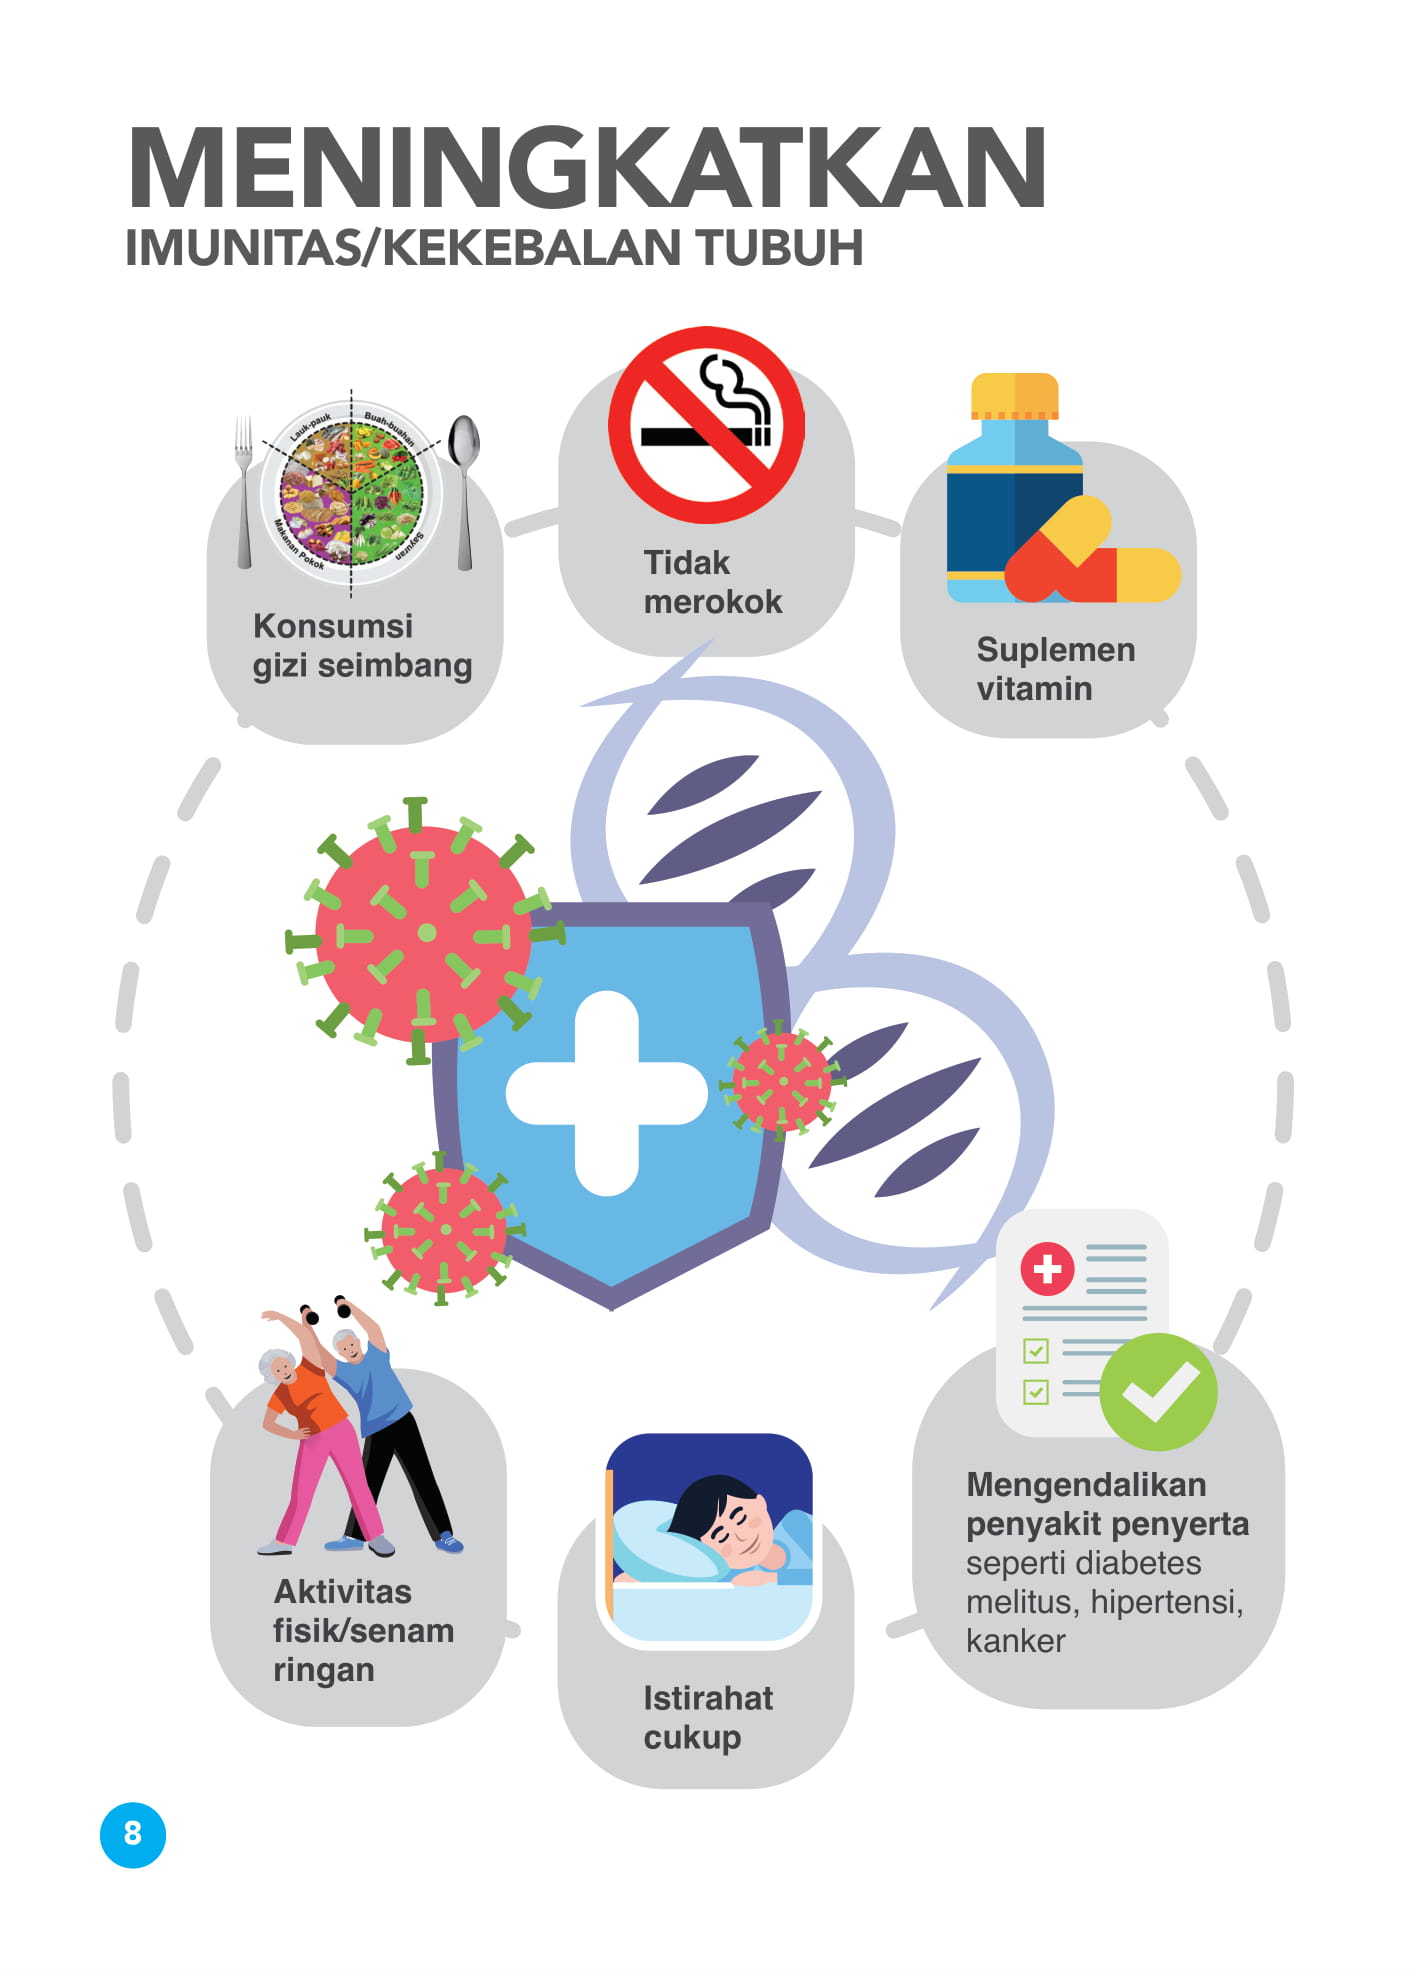 MENINGKATKAN
IMUNITAS/KEKEBALAN TUBUH
Lauk-pauk
Buah-buahan
Makanan Pokok
Sayuran
Konsumsi
gizi seimbang
Tidak
merokok
Suplemen
vitamin
Aktivitas
fisik/senam
ringan
Istirahat
cukup
Mengendalikan
penyakit penyerta
seperti diabetes
melitus, hipertensi,
kanker
8